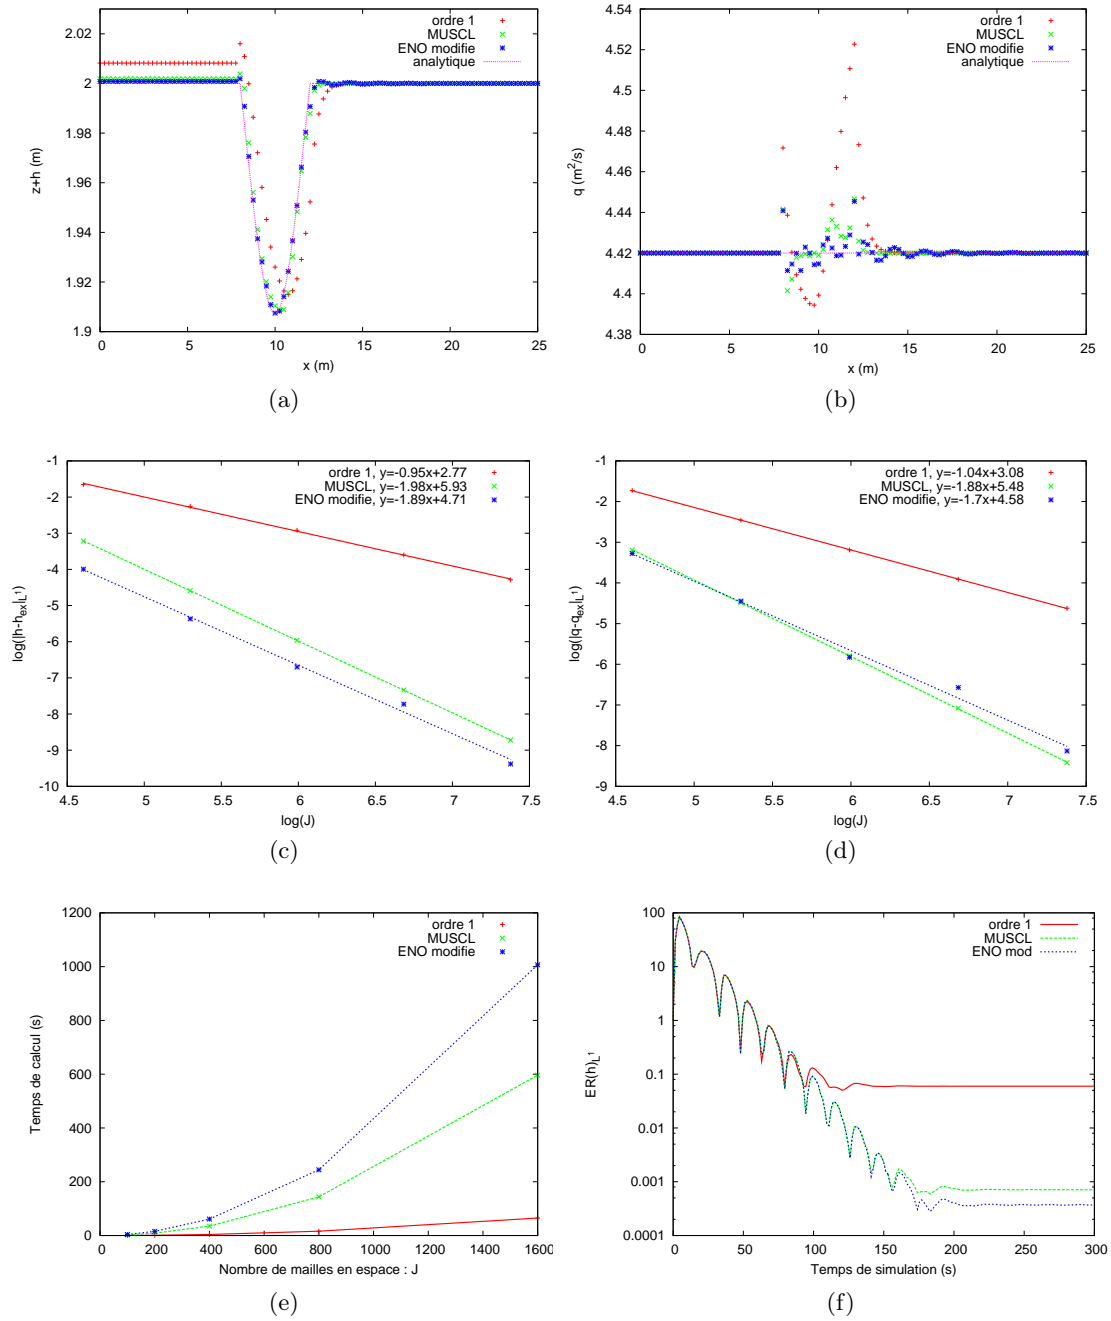 ordre 1
MUSCL
ENO modifie
analytique
2.02
2
1.98
1.96
1.94
1.92
1.9
z+h (m)
0 5 10 15 20 25
x (m)
(a)
ordre 1
MUSCL
ENO modifie
analytique
4.54
4.52
4.5
4.48
4.46
4.44
4.42
4.4
4.38
q (m²/s)
0 5 10 15 20 25
x (m)
(b)
ordre 1, y=-0.95x+2.77
MUSCL, y=-1.98x+5.93
ENO modifie, y=-1.89x+4.71
-1
-2
-3
-4
-5
-6
-7
-8
-9
-10
log(|h-h_ex|_L¹)
4.5 5 5.5 6 6.5 7 7.5
log(J)
(c)
ordre 1, y=-1.04x+3.08
MUSCL, y=-1.88x+5.48
ENO modifie, y=-1.7x+4.58
-1
-2
-3
-4
-5
-6
-7
-8
-9
log(|q-q_ex|_L¹)
4.5 5 5.5 6 6.5 7 7.5
log(J)
(d)
ordre 1
MUSCL
ENO modifie
1200
1000
800
600
400
200
0
Temps de calcul (s)
0 200 400 600 800 1000 1200 1400 1600
Nombre de mailles en espace : J
(e)
ordre 1
MUSCL
ENO mod
100
10
1
0.1
0.01
0.001
0.0001
ER(h)_L¹
0 50 100 150 200 250 300
Temps de simulation (s)
(f)